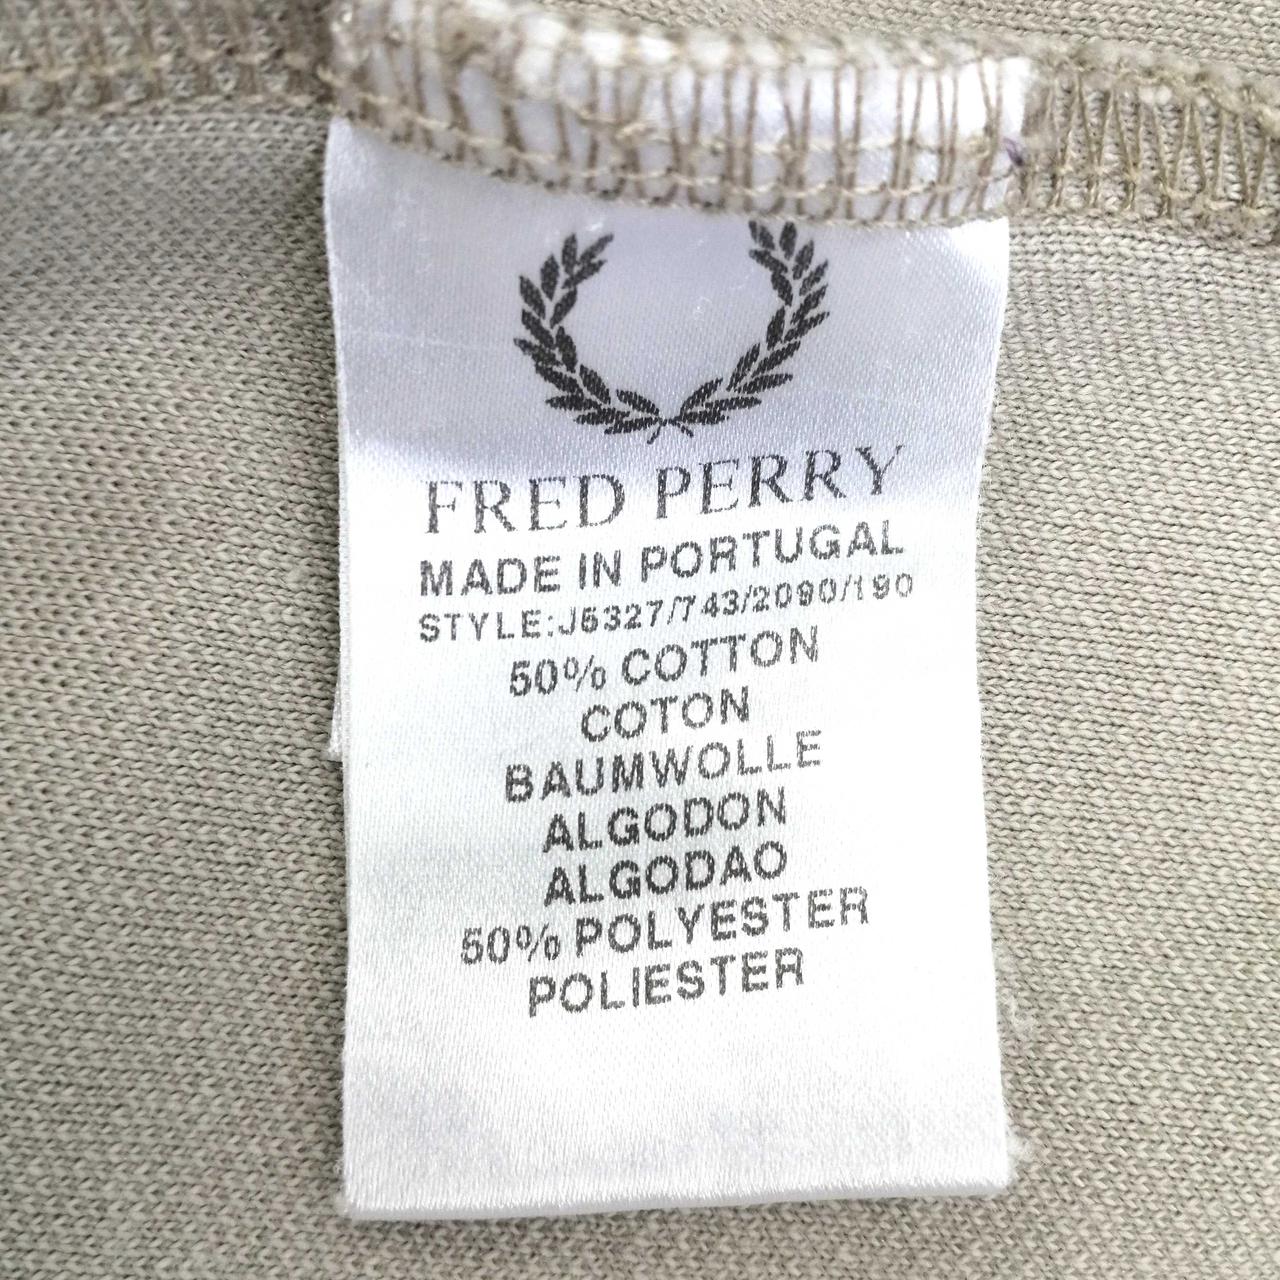 FRED PERRY
MADE IN PORTUGAL
STYLE:J5327/743/2090/190
50% COTTON
COTON
BAUMWOLLE
ALGODON
ALGODAO
50% POLYESTER
POLIESTER